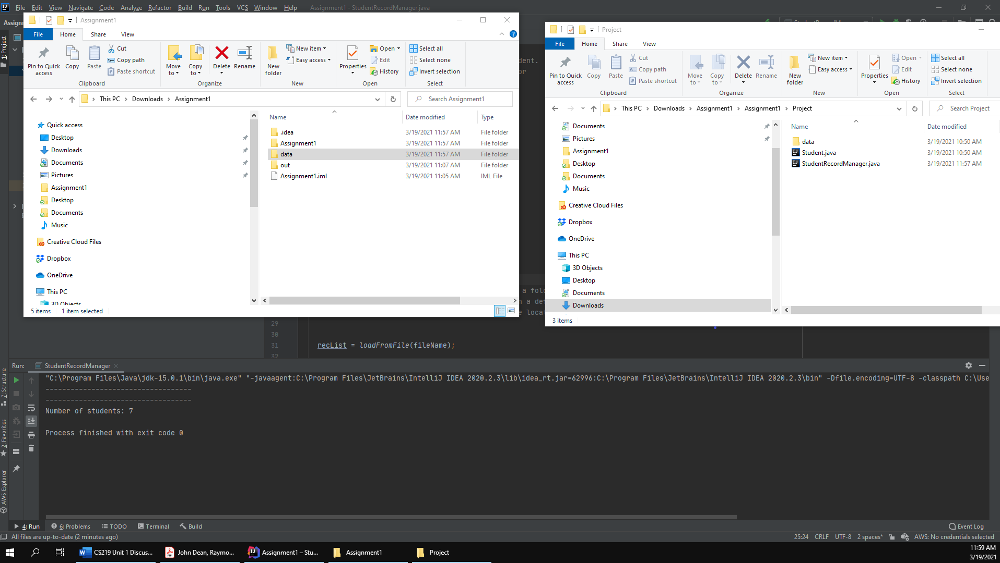 File Edit View Navigate Code Analyze Refactor Build Run Tools VCS Window Help Assignment1 - StudentRecordManager.java
Assignment1
File Home Share View
Pin to Quick access
Copy
Paste
Cut
Copy path
Paste shortcut
Clipboard
Move to
Copy to
Delete
Rename
Organize
New folder
New item
Easy access
New
Properties
Open
Edit
History
Open
Select all
Select none
Invert selection
Select
This PC > Downloads > Assignment1
Search Assignment1
Quick access
Desktop
Downloads
Documents
Pictures
Assignment1
Desktop
Documents
Music
Creative Cloud Files
Dropbox
OneDrive
This PC
3D Objects
Name Date modified Type
.idea 3/19/2021 11:57 AM File folder
Assignment1 3/19/2021 11:57 AM File folder
data 3/19/2021 11:57 AM File folder
out 3/19/2021 11:07 AM File folder
Assignment1.iml 3/19/2021 11:05 AM IML File
5 items 1 item selected
Project
File Home Share View
Pin to Quick access
Copy
Paste
Cut
Copy path
Paste shortcut
Clipboard
Move to
Copy to
Delete
Rename
Organize
New folder
New item
Easy access
New
Properties
Open
Edit
History
Open
Select all
Select none
Invert selection
Select
This PC > Downloads > Assignment1 > Assignment1 > Project
Search Project
Documents
Pictures
Assignment1
Desktop
Documents
Music
Creative Cloud Files
Dropbox
OneDrive
This PC
3D Objects
Desktop
Documents
Downloads
Name Date modified
data 3/19/2021 10:50 AM
Student.java 3/19/2021 10:50 AM
StudentRecordManager.java 3/19/2021 11:57 AM
3 items
1: Project
29
30
31 recList = loadFromFile(fileName);
32
Run: StudentRecordManager
"C:\Program Files\Java\jdk-15.0.1\bin\java.exe" "-javaagent:C:\Program Files\JetBrains\IntelliJ IDEA 2020.2.3\lib\idea_rt.jar=62996:C:\Program Files\JetBrains\IntelliJ IDEA 2020.2.3\bin" -Dfile.encoding=UTF-8 -classpath C:\Use
-----------------------------------
-----------------------------------
Number of students: 7
Process finished with exit code 0
7: Structure
2: Favorites
AWS Explorer
4: Run 6: Problems TODO Terminal Build Event Log
All files are up-to-date (2 minutes ago) 25:24 CRLF UTF-8 2 spaces* AWS: No credentials selected
CS219 Unit 1 Discus... John Dean, Raymo... Assignment1 – Stu... Assignment1 Project
11:59 AM
3/19/2021